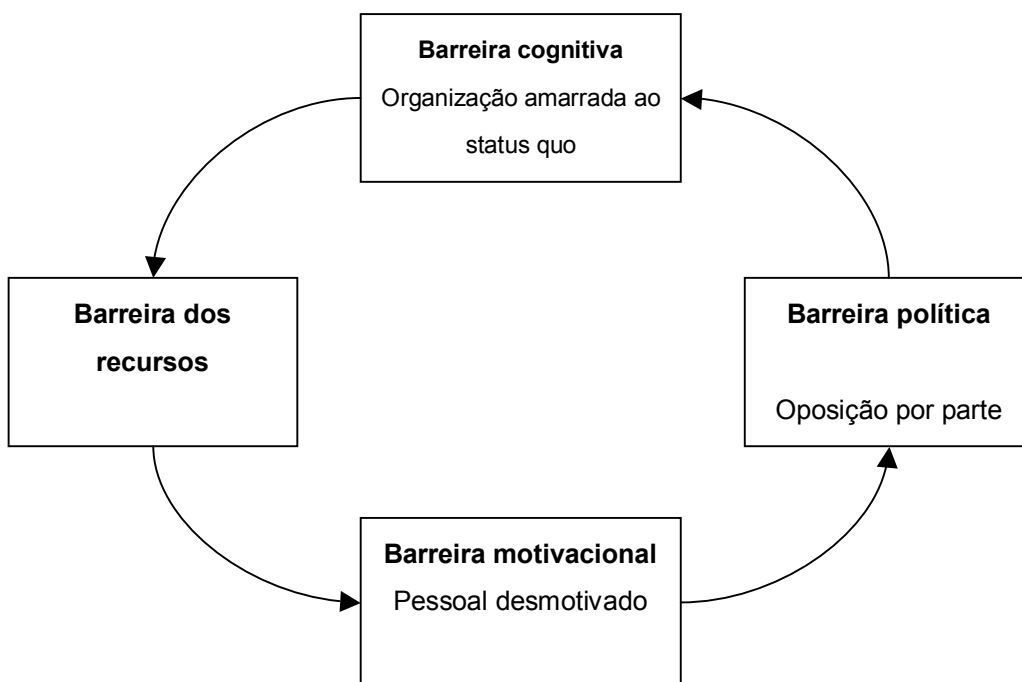 Barreira cognitiva
Organização amarrada ao
status quo
Barreira dos
recursos
Barreira política
Oposição por parte
Barreira motivacional
Pessoal desmotivado